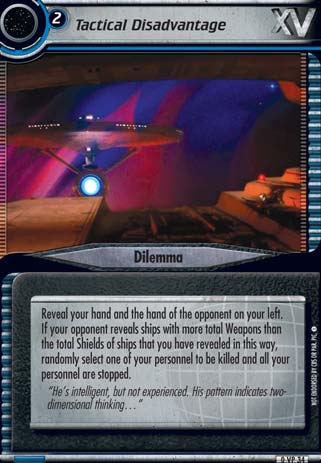 2
Tactical Disadvantage
XV
Dilemma
Reveal your hand and the hand of the opponent on your left.
If your opponent reveals ships with more total Weapons than
the total Shields of ships that you have revealed in this way,
randomly select one of your personnel to be killed and all your
personnel are stopped.
"He's intelligent, but not experienced. His pattern indicates two-
dimensional thinking…"
NOT ENDORSED BY CBS OR PAR. PIC.
0 VP 54